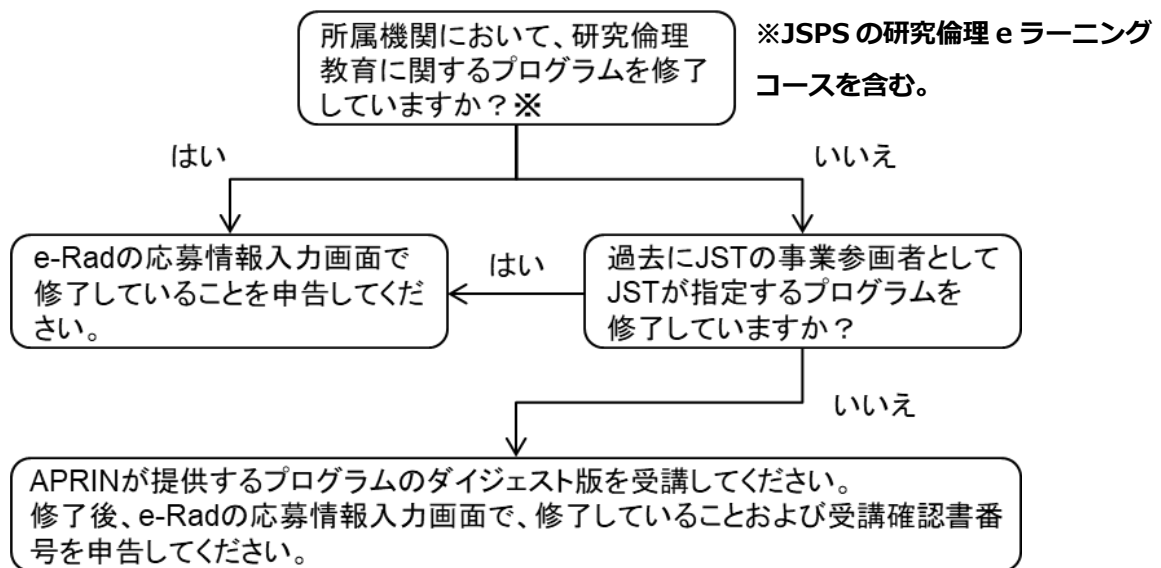 所属機関において、研究倫理
教育に関するプログラムを修了
していますか？※
※JSPS の研究倫理 e ラーニング
コースを含む。
はい
いいえ
e-Radの応募情報入力画面で
修了していることを申告してくだ
さい。
はい
過去にJSTの事業参画者として
JSTが指定するプログラムを
修了していますか？
いいえ
APRINが提供するプログラムのダイジェスト版を受講してください。
修了後、e-Radの応募情報入力画面で、修了していることおよび受講確認書番
号を申告してください。